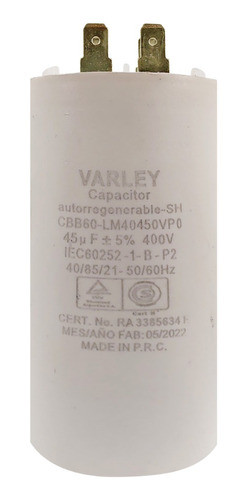 VARLEY
Capacitor
autorregenerable-SH
CBB60-LM40450VP0
45µF ± 5% 400V
IEC60252-1-B-P2
40/85/21- 50/60Hz
CERT. No. RA
MES/AÑO FAB: 05/2022
MADE IN P.R.C.